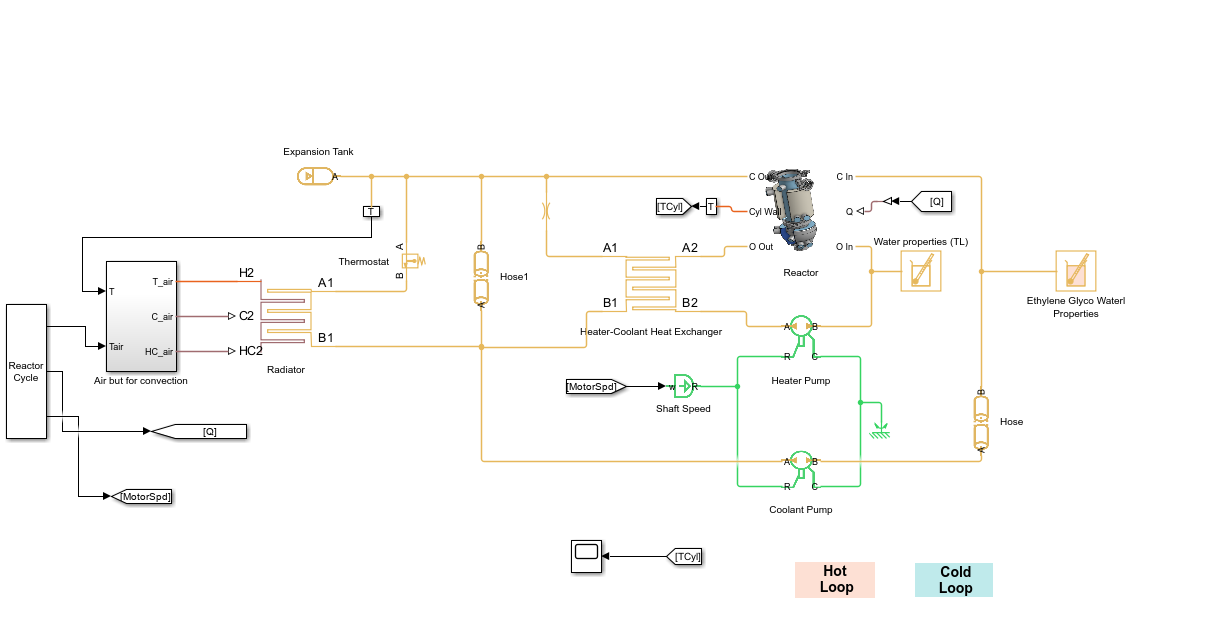 Expansion Tank
A
C Out
C In
T
[TCyl]
T
Cyl Wall
Q
[Q]
A
B
A1
A2
O Out
O In
Water properties (TL)
Thermostat
B
Hose1
A
Reactor
H2
A1
T_air
T
Ethylene Glyco Waterl
Properties
B1
B2
C_air
C2
Heater-Coolant Heat Exchanger
A
B
B1
Tair
HC_air
HC2
R
C
Reactor
Cycle
Air but for convection
Radiator
Heater Pump
[MotorSpd]
w
R
B
Shaft Speed
Hose
[Q]
A
A
B
[MotorSpd]
R
C
Coolant Pump
[TCyl]
Hot
Loop
Cold
Loop